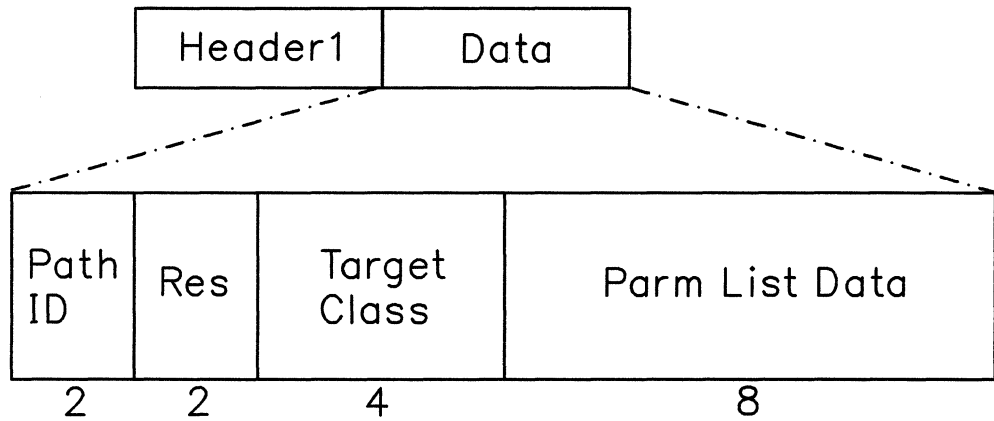 Header1 Data
Path ID
Res
Target Class
Parm List Data
2 2 4 8